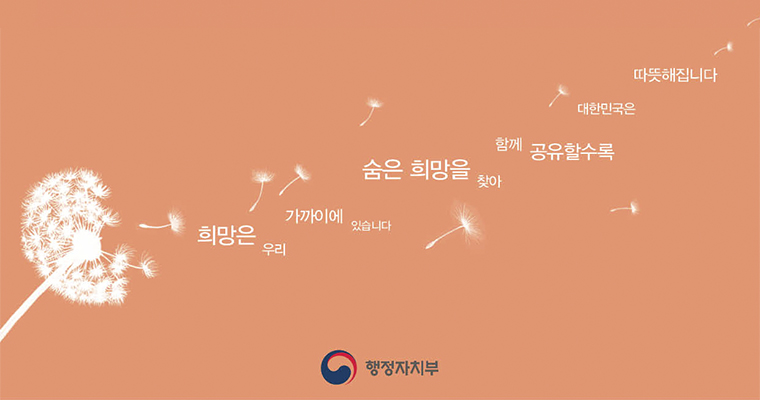 희망은 우리 가까이에 있습니다
숨은 희망을 찾아 함께 공유할수록
대한민국은 따뜻해집니다
행정자치부